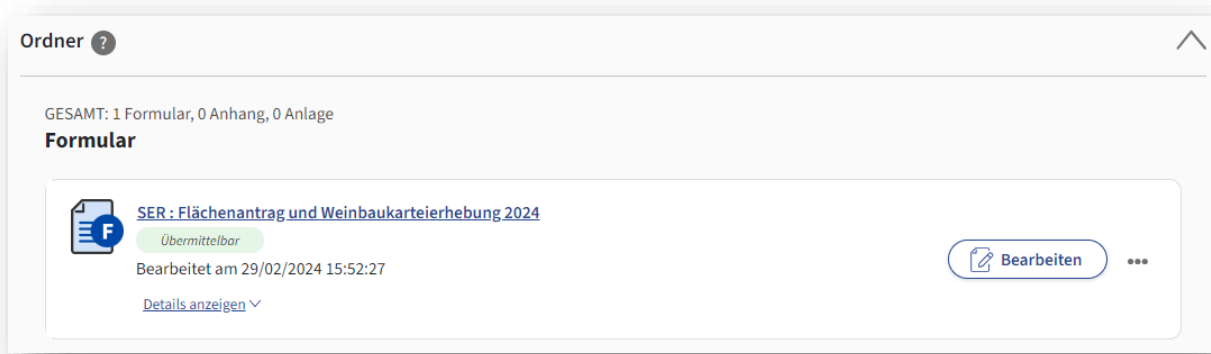 Ordner ?
GESAMT: 1 Formular, 0 Anhang, 0 Anlage
Formular
F
SER : Flächenantrag und Weinbaukarteierhebung 2024
Übermittelbar
Bearbeitet am 29/02/2024 15:52:27
Bearbeiten
Details anzeigen